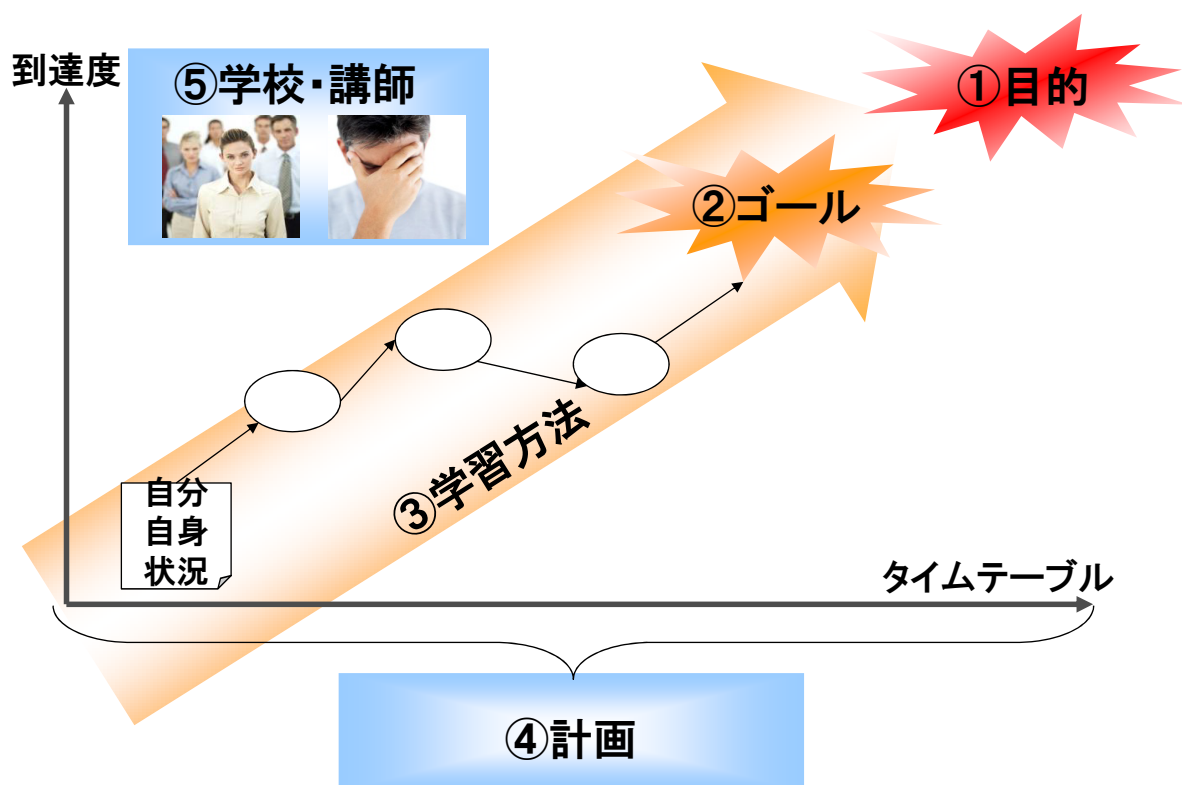 到達度
⑤学校・講師
①目的
②ゴール
③学習方法
自分
自身
状況
タイムテーブル
④計画